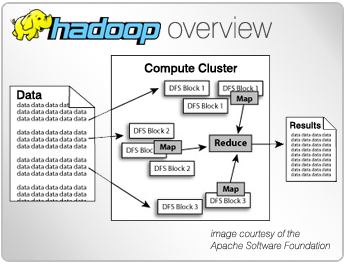 hadoop overview
Compute Cluster
Data
data data data dat
data data data data data
data data data data data
data data data data data
data data data data data
data data data data data
data data data data data
data data data data data
data data data data data
DFS Block 1
DFS Block 1
DFS Block 1
Map
DFS Block 2
DFS Block 2
Map
Reduce
Map
DFS Block 3
DFS Block 3
Results
data data data data
data data data data
data data data data
data data data data
data data data data
data data data data
data data data data
image courtesy of the
Apache Software Foundation